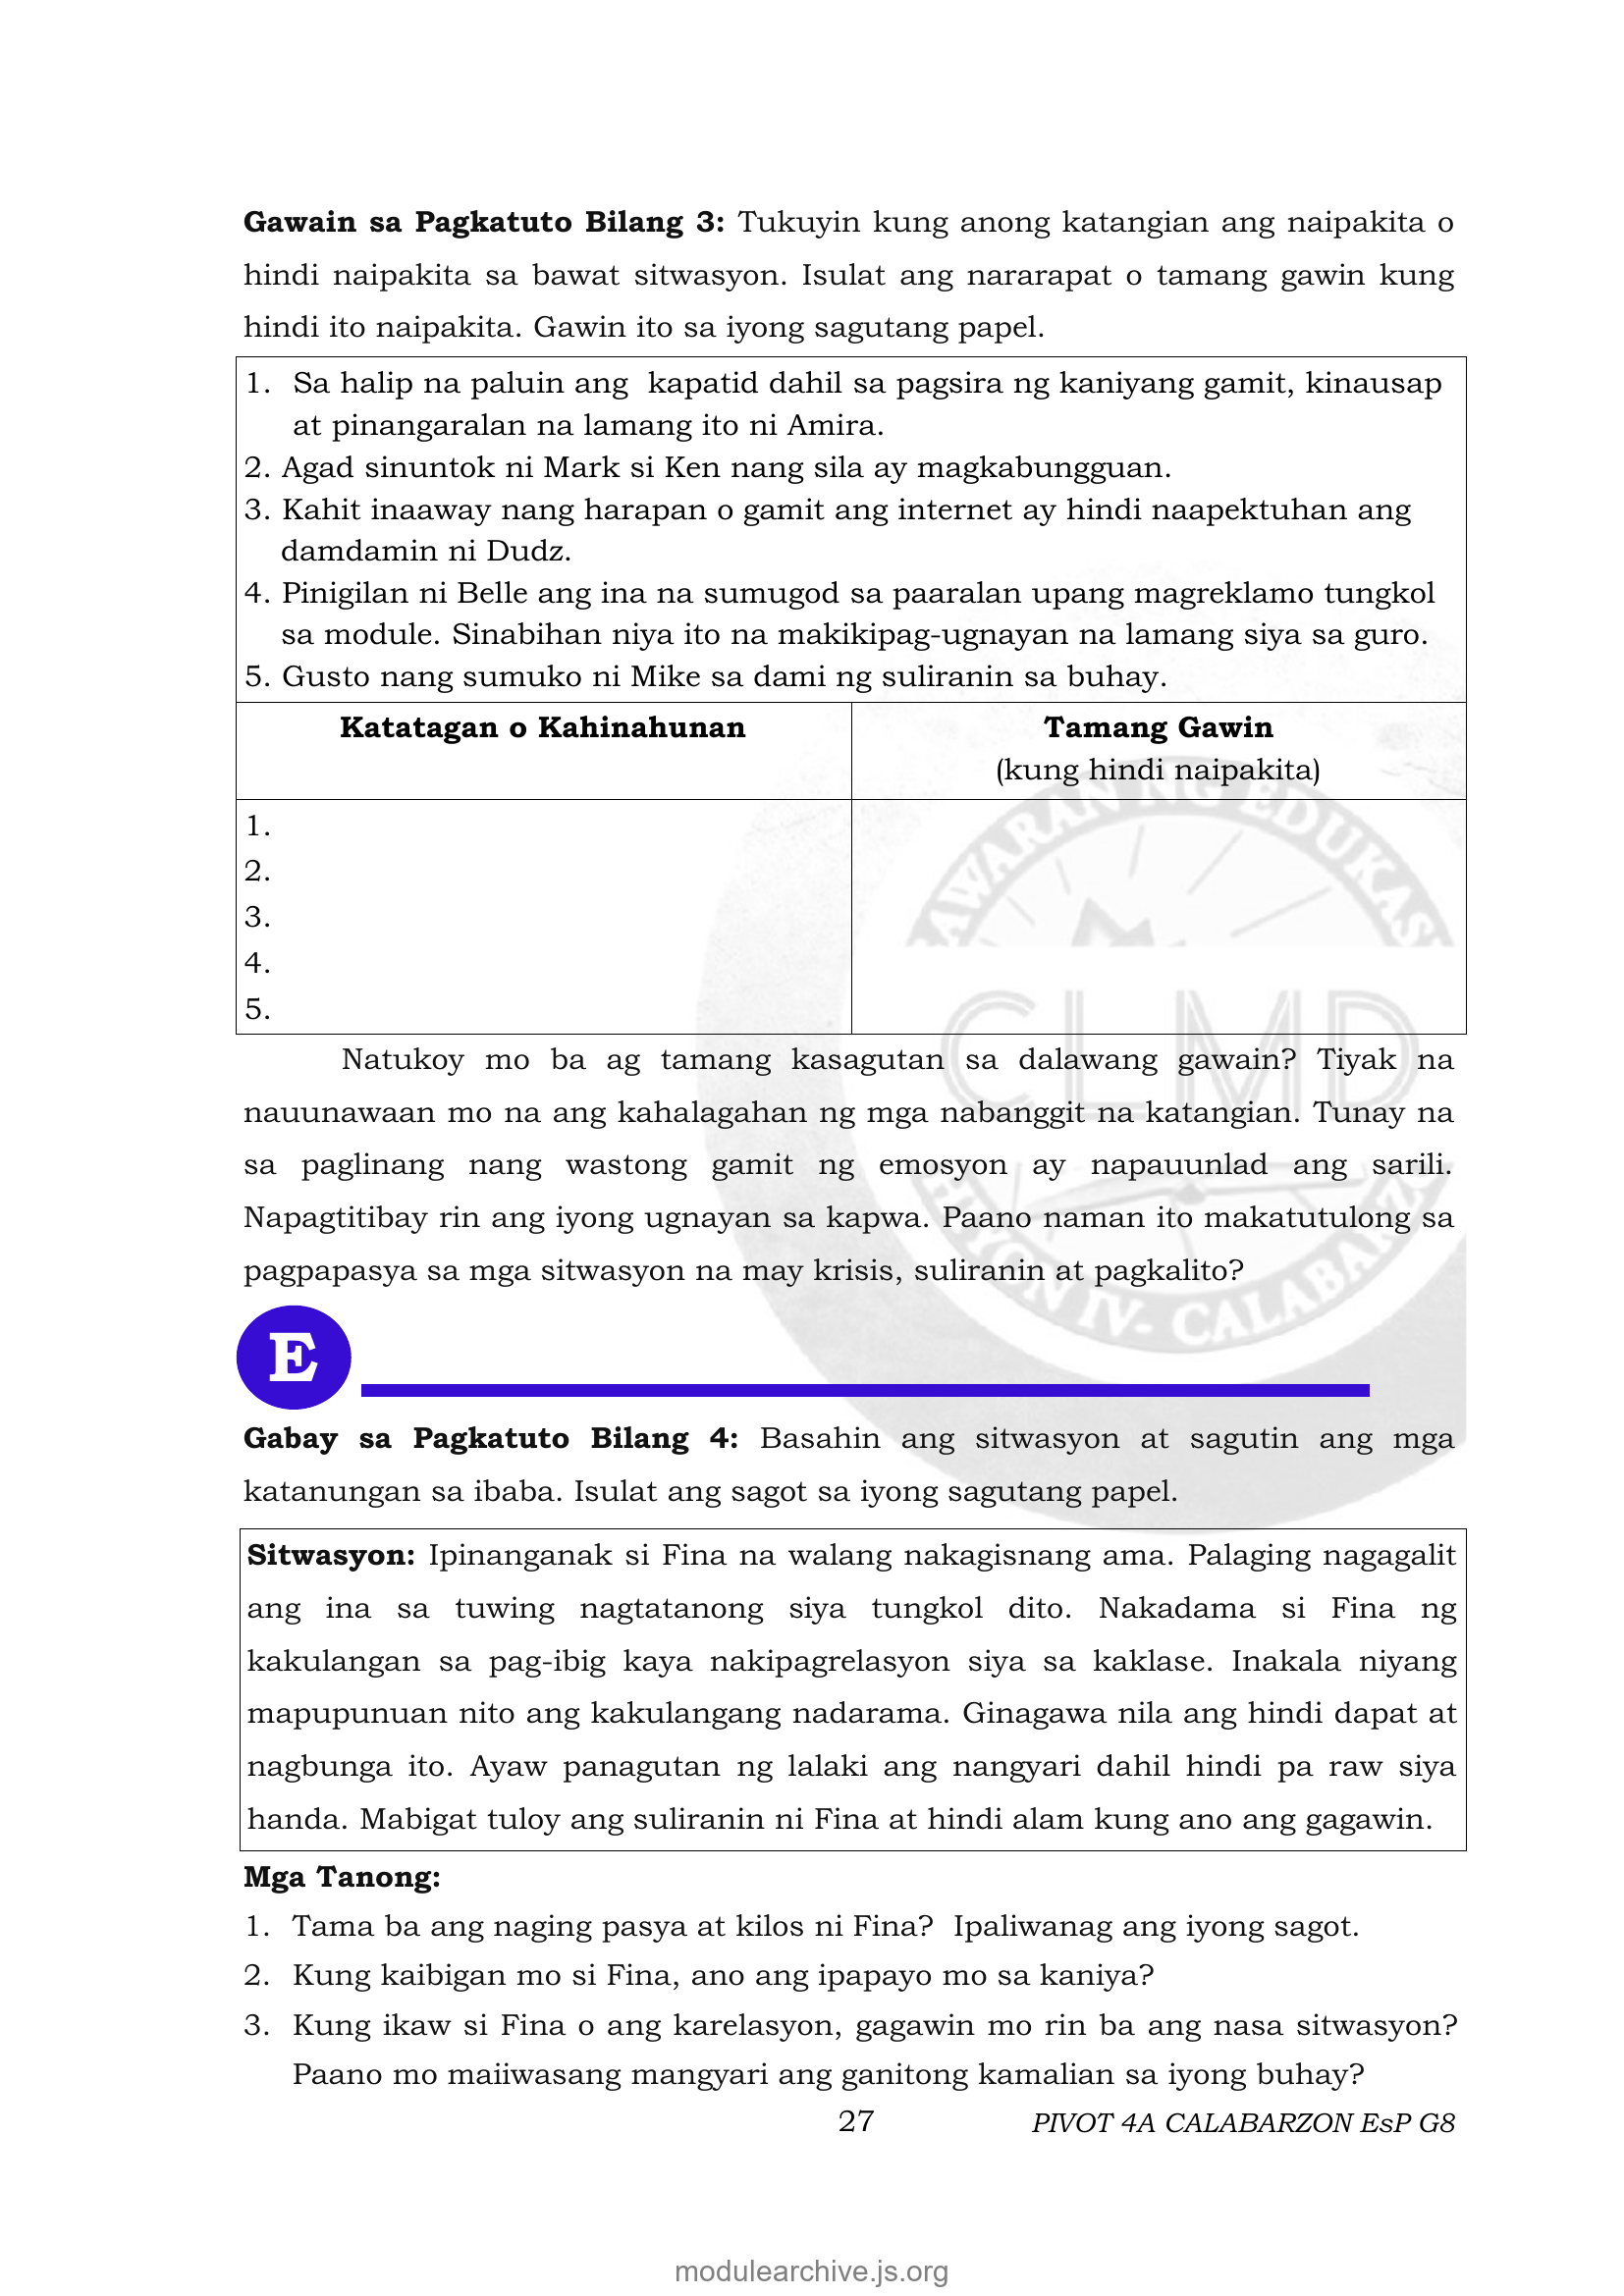 Gawain sa Pagkatuto Bilang 3: Tukuyin kung anong katangian ang naipakita o
hindi naipakita sa bawat sitwasyon. Isulat ang nararapat o tamang gawin kung
hindi ito naipakita. Gawin ito sa iyong sagutang papel.
1. Sa halip na paluin ang kapatid dahil sa pagsira ng kaniyang gamit, kinausap
at pinangaralan na lamang ito ni Amira.
2. Agad sinuntok ni Mark si Ken nang sila ay magkabungguan.
3. Kahit inaaway nang harapan o gamit ang internet ay hindi naapektuhan ang
damdamin ni Dudz.
4. Pinigilan ni Belle ang ina na sumugod sa paaralan upang magreklamo tungkol
sa module. Sinabihan niya ito na makikipag-ugnayan na lamang siya sa guro.
5. Gusto nang sumuko ni Mike sa dami ng suliranin sa buhay.
Katatagan o Kahinahunan
Tamang Gawin
(kung hindi naipakita)
1.
2.
3.
4.
5.
CLMD
Natukoy mo ba ag tamang kasagutan sa dalawang gawain? Tiyak na
nauunawaan mo na ang kahalagahan ng mga nabanggit na katangian. Tunay na
sa paglinang nang wastong gamit ng emosyon ay napauunlad ang sarili.
Napagtitibay rin ang iyong ugnayan sa kapwa. Paano naman ito makatutulong sa
pagpapasya sa mga sitwasyon na may krisis, suliranin at pagkalito?
E
Gabay sa Pagkatuto Bilang 4: Basahin ang sitwasyon at sagutin ang mga
katanungan sa ibaba. Isulat ang sagot sa iyong sagutang papel.
Sitwasyon: Ipinanganak si Fina na walang nakagisnang ama. Palaging nagagalit
ang ina sa tuwing nagtatanong siya tungkol dito. Nakadama si Fina ng
kakulangan sa pag-ibig kaya nakipagrelasyon siya sa kaklase. Inakala niyang
mapupunuan nito ang kakulangang nadarama. Ginagawa nila ang hindi dapat at
nagbunga ito. Ayaw panagutan ng lalaki ang nangyari dahil hindi pa raw siya
handa. Mabigat tuloy ang suliranin ni Fina at hindi alam kung ano ang gagawin.
Mga Tanong:
1. Tama ba ang naging pasya at kilos ni Fina? Ipaliwanag ang iyong sagot.
2. Kung kaibigan mo si Fina, ano ang ipapayo mo sa kaniya?
3. Kung ikaw si Fina o ang karelasyon, gagawin mo rin ba ang nasa sitwasyon?
Paano mo maiiwasang mangyari ang ganitong kamalian sa iyong buhay?
27
PIVOT 4A CALABARZON EsP G8
modulearchive.js.org